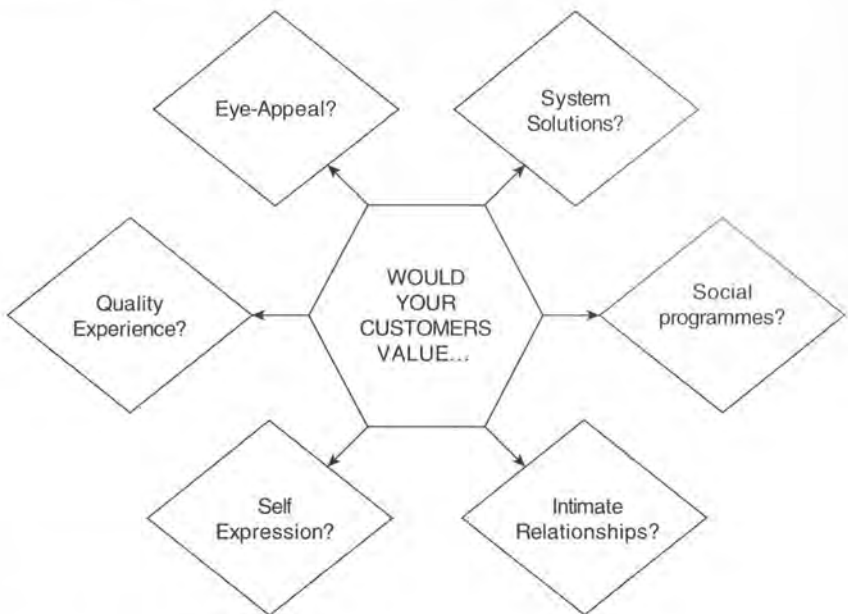 Eye-Appeal?
System
Solutions?
Quality
Experience?
WOULD
YOUR
CUSTOMERS
VALUE...
Social
programmes?
Self
Expression?
Intimate
Relationships?